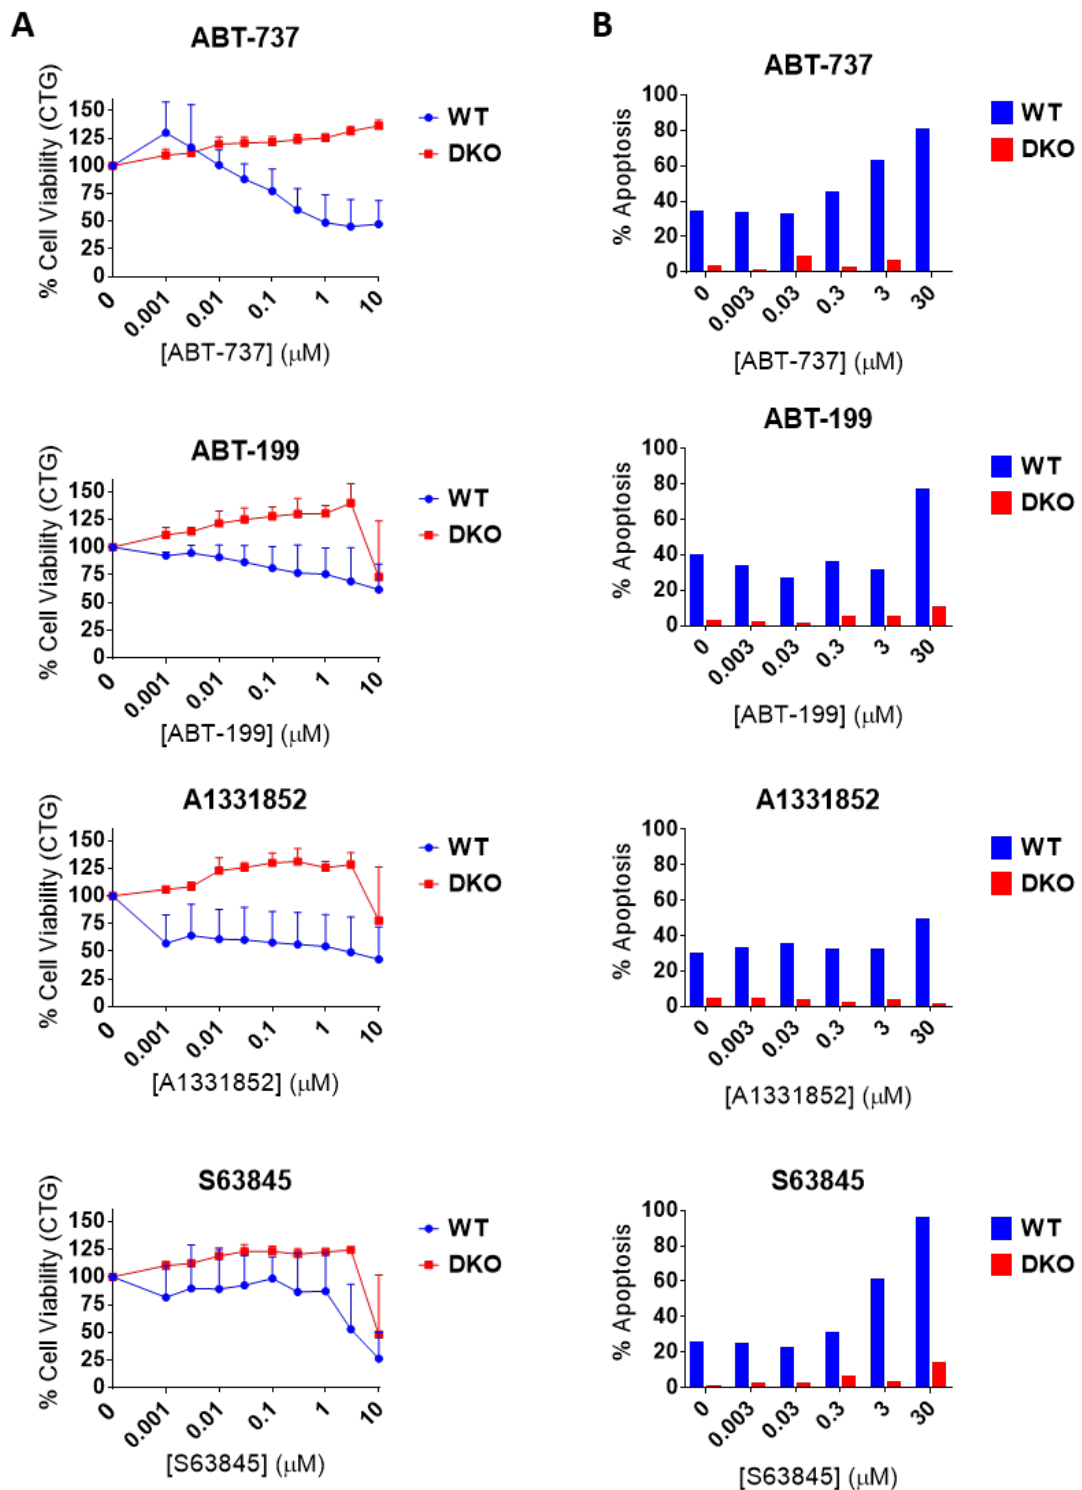 A
B
ABT-737
% Cell Viability (CTG)
150
125
100
75
50
25
0
0
0.001
0.01
0.1
1
10
[ABT-737] (µM)
WT
DKO
ABT-737
% Apoptosis
100
80
60
40
20
0
0
0.003
0.03
0.3
3
30
[ABT-737] (µM)
WT
DKO
ABT-199
% Cell Viability (CTG)
150
125
100
75
50
25
0
0
0.001
0.01
0.1
1
10
[ABT-199] (µM)
WT
DKO
ABT-199
% Apoptosis
100
80
60
40
20
0
0
0.003
0.03
0.3
3
30
[ABT-199] (µM)
WT
DKO
A1331852
% Cell Viability (CTG)
150
125
100
75
50
25
0
0
0.001
0.01
0.1
1
10
[A1331852] (µM)
WT
DKO
A1331852
% Apoptosis
100
80
60
40
20
0
0
0.003
0.03
0.3
3
30
[A1331852] (µM)
WT
DKO
S63845
% Cell Viability (CTG)
150
125
100
75
50
25
0
0
0.001
0.01
0.1
1
10
[S63845] (µM)
WT
DKO
S63845
% Apoptosis
100
80
60
40
20
0
0
0.003
0.03
0.3
3
30
[S63845] (µM)
WT
DKO